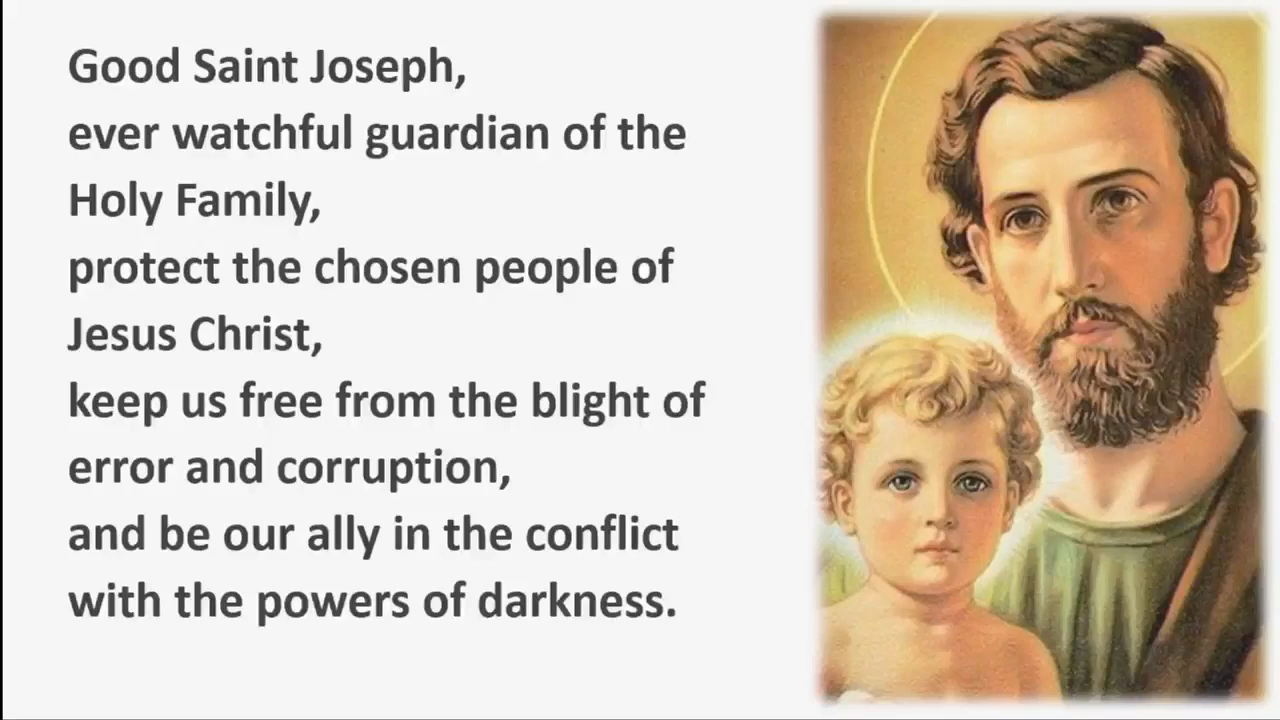 Good Saint Joseph,
ever watchful guardian of the
Holy Family,
protect the chosen people of
Jesus Christ,
keep us free from the blight of
error and corruption,
and be our ally in the conflict
with the powers of darkness.